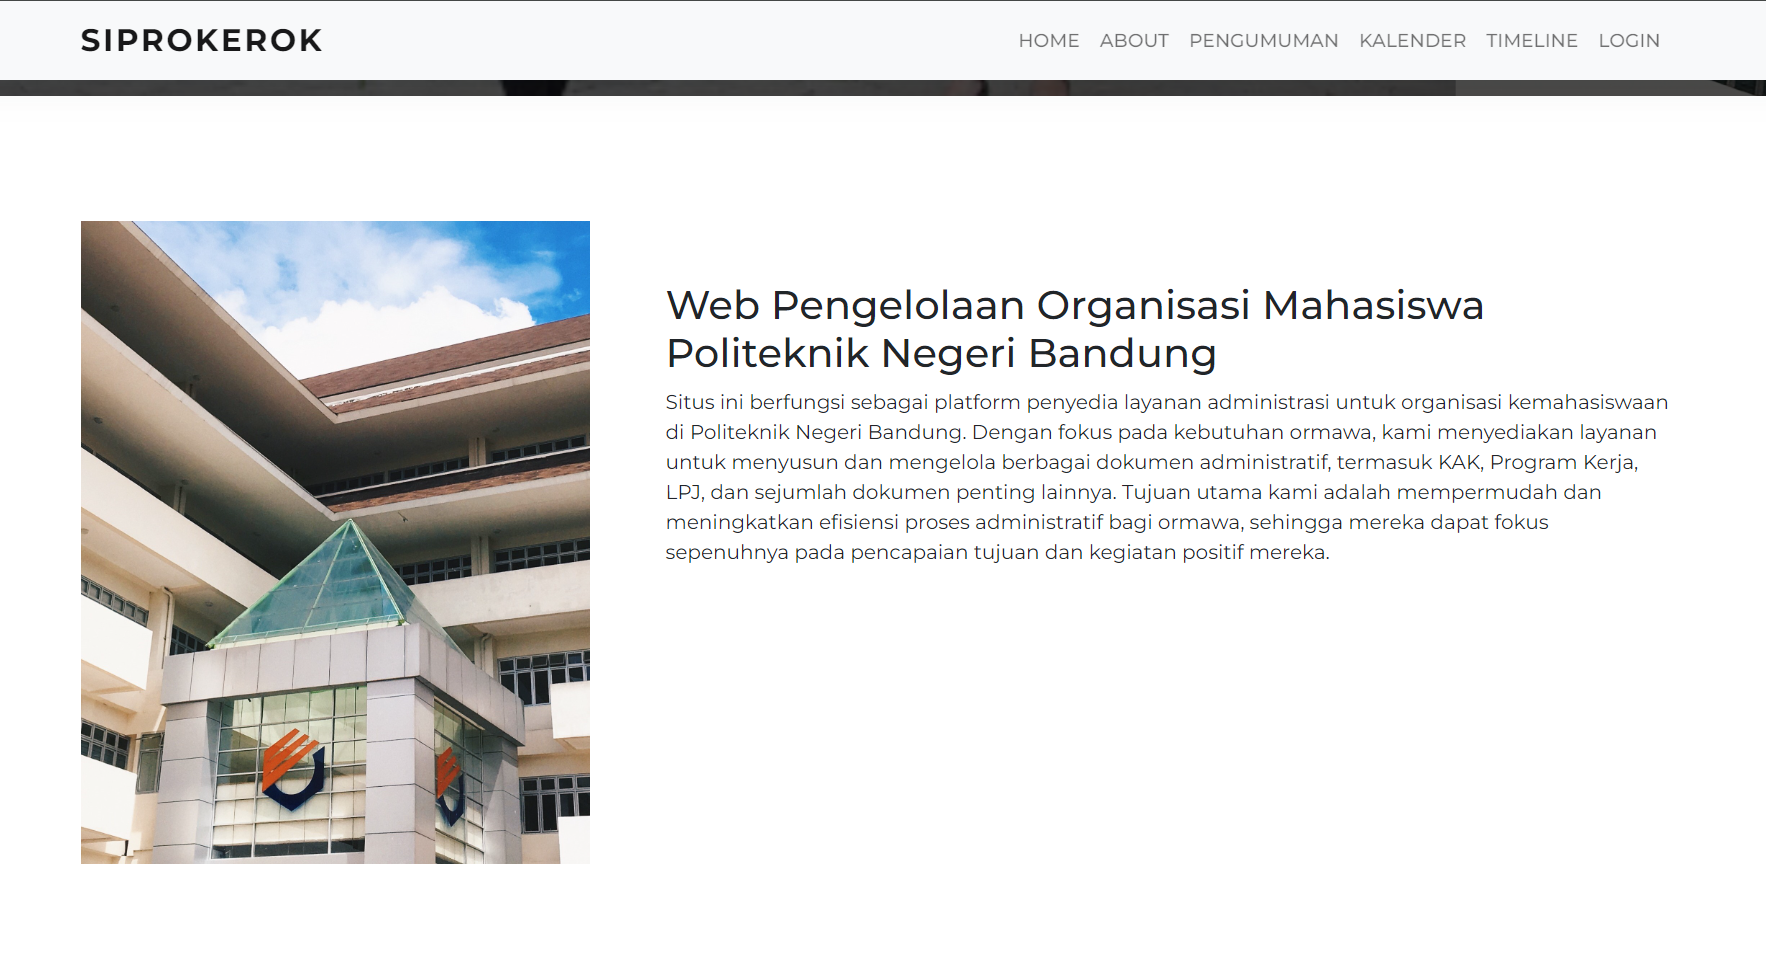 SIPROKEROK
HOME ABOUT PENGUMUMAN KALENDER TIMELINE LOGIN
Web Pengelolaan Organisasi Mahasiswa
Politeknik Negeri Bandung
Situs ini berfungsi sebagai platform penyedia layanan administrasi untuk organisasi kemahasiswaan
di Politeknik Negeri Bandung. Dengan fokus pada kebutuhan ormawa, kami menyediakan layanan
untuk menyusun dan mengelola berbagai dokumen administratif, termasuk KAK, Program Kerja,
LPJ, dan sejumlah dokumen penting lainnya. Tujuan utama kami adalah mempermudah dan
meningkatkan efisiensi proses administratif bagi ormawa, sehingga mereka dapat fokus
sepenuhnya pada pencapaian tujuan dan kegiatan positif mereka.